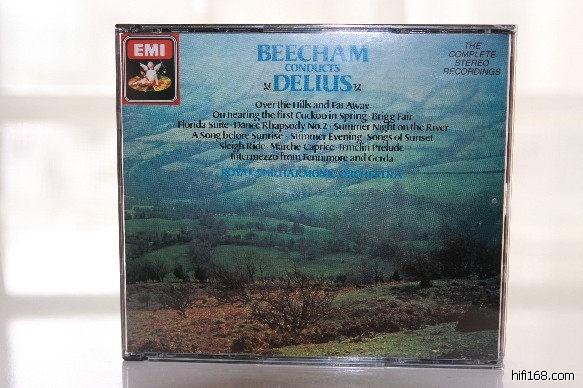 EMI
BEECHAM
CONDUCTS
DELIUS
THE
COMPLETE
STEREO
RECORDINGS
Over the Hills and Far Away
On hearing the first Cuckoo in Spring · Brigg Fair
Florida Suite · Dance Rhapsody No. 2 · Summer Night on the River
A Song before Sunrise · Summer Evening · Songs of Sunset
Sleigh Ride · Marche Caprice · Irmelin Prelude
Intermezzo from Fennimore and Gerda
ROYAL PHILHARMONIC ORCHESTRA
hifi168.com